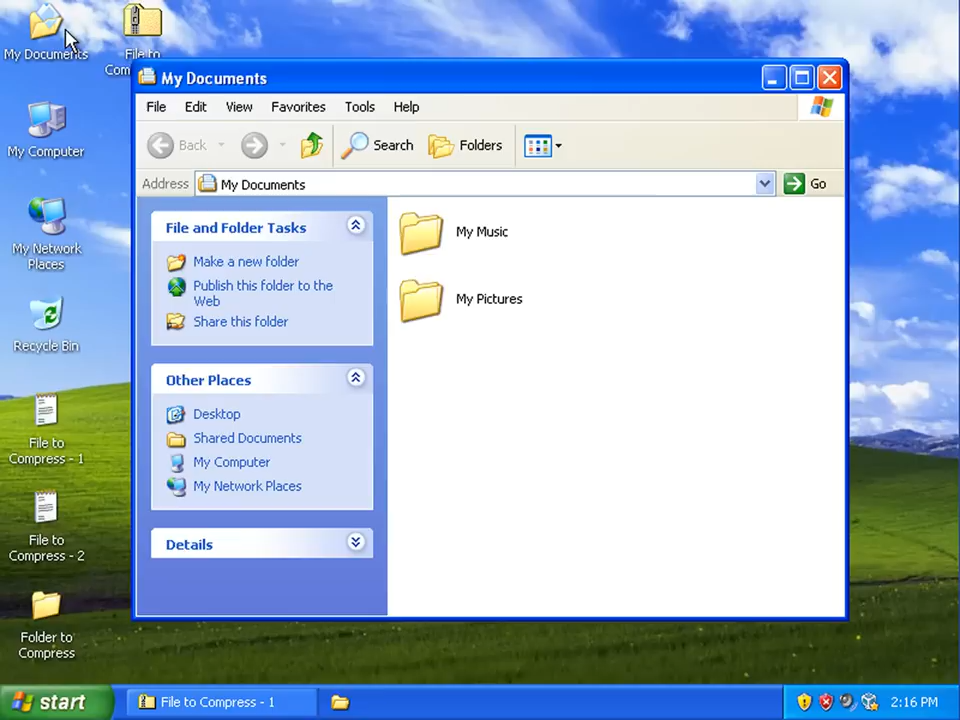 My Documents
File to
Com
My Computer
My Network
Places
Recycle Bin
File to
Compress - 1
File to
Compress - 2
Folder to
Compress
My Documents
File Edit View Favorites Tools Help
Back Search Folders
Address My Documents Go
File and Folder Tasks
Make a new folder
Publish this folder to the
Web
Share this folder
Other Places
Desktop
Shared Documents
My Computer
My Network Places
Details
My Music
My Pictures
start File to Compress - 1 2:16 PM